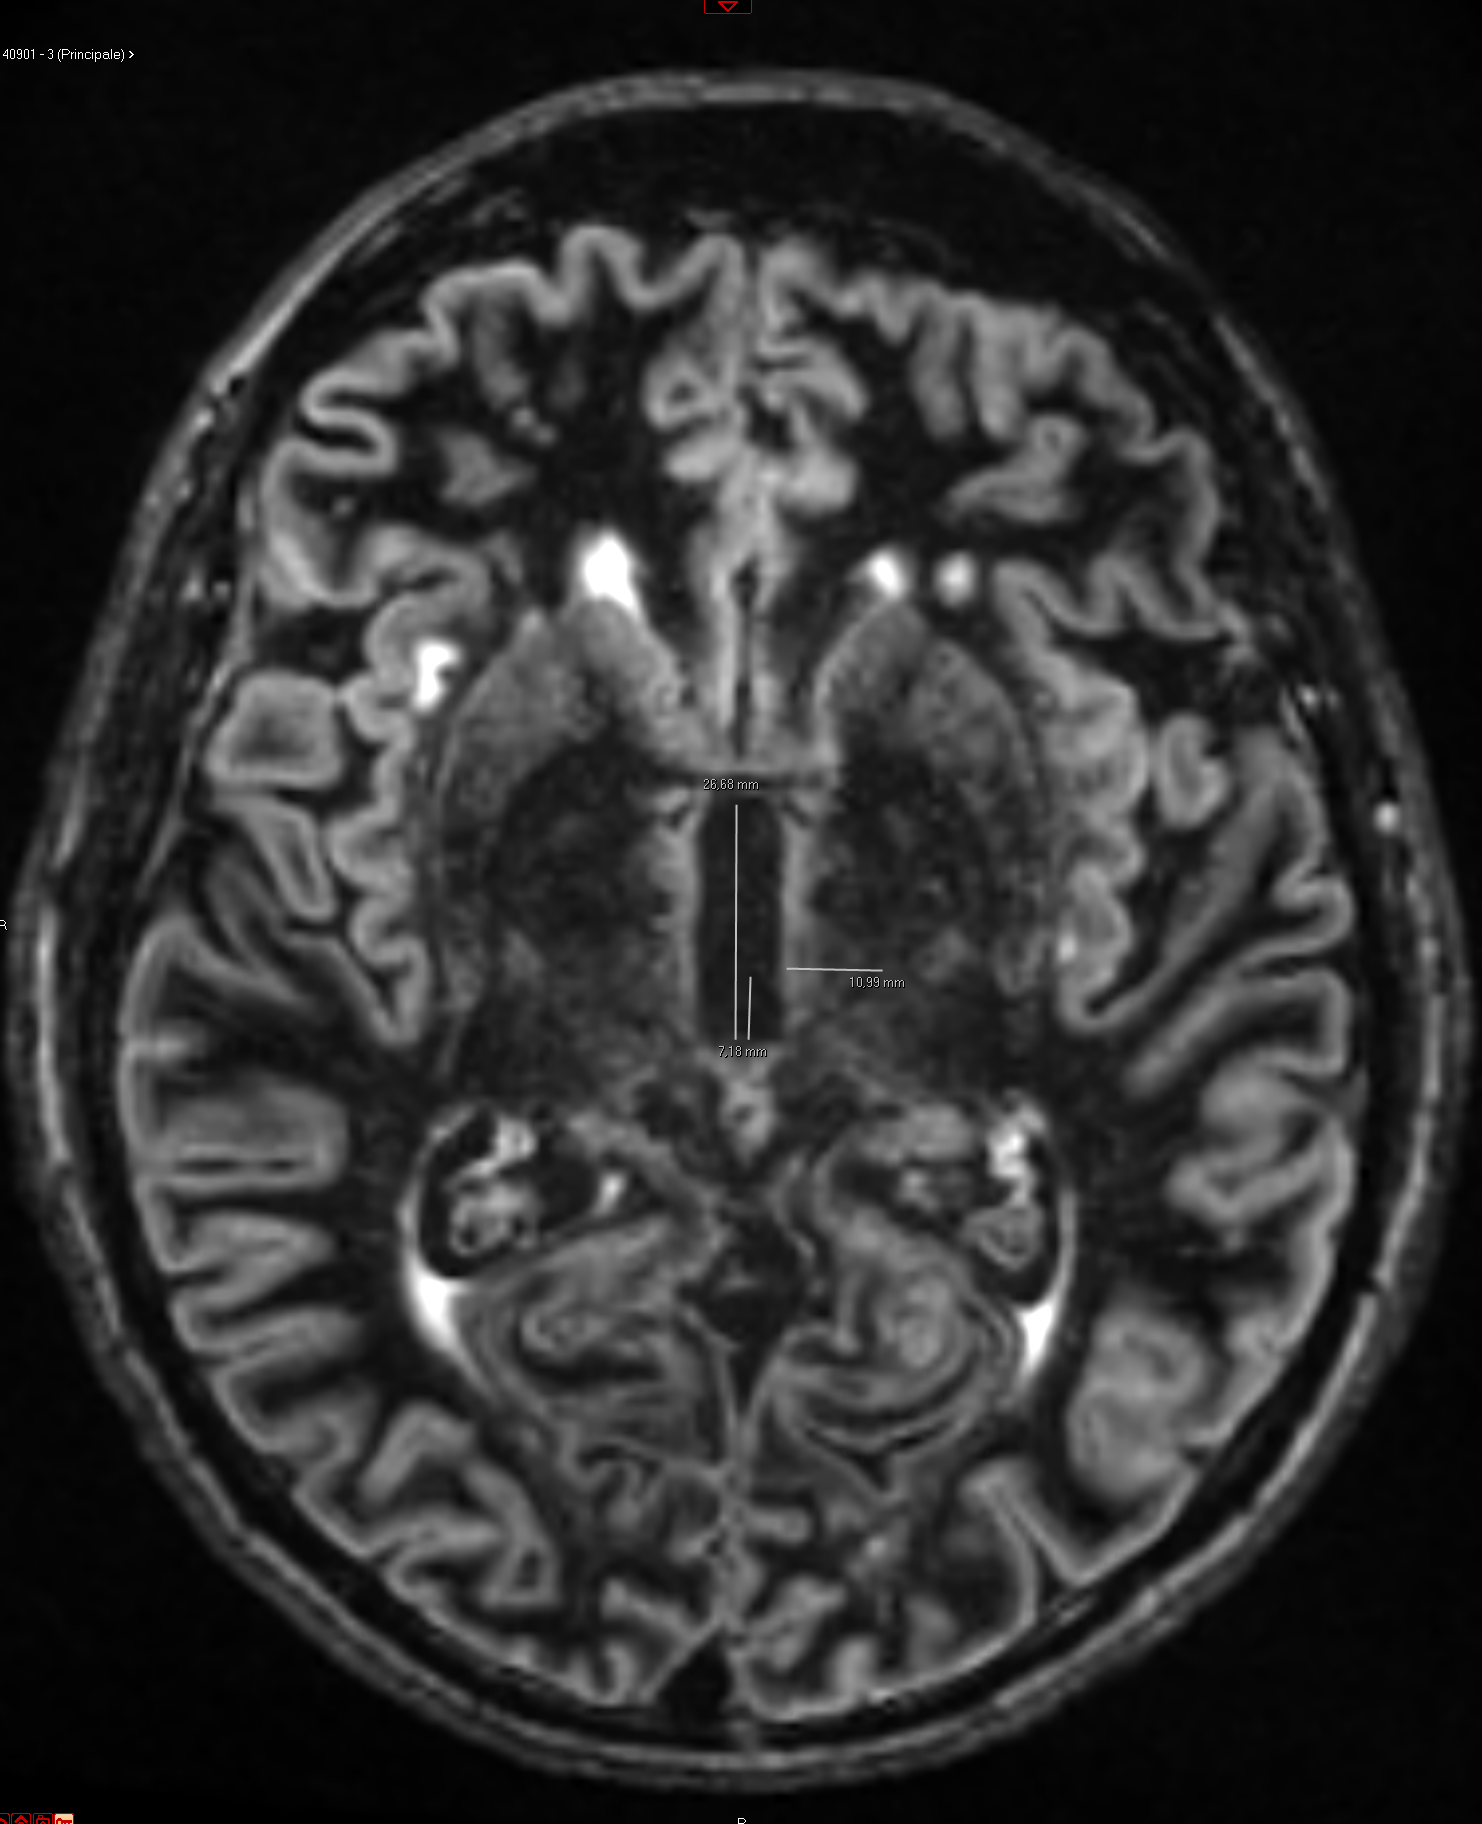 40901 - 3 (Principale) >
26,68 mm
R
10,99 mm
7,18 mm